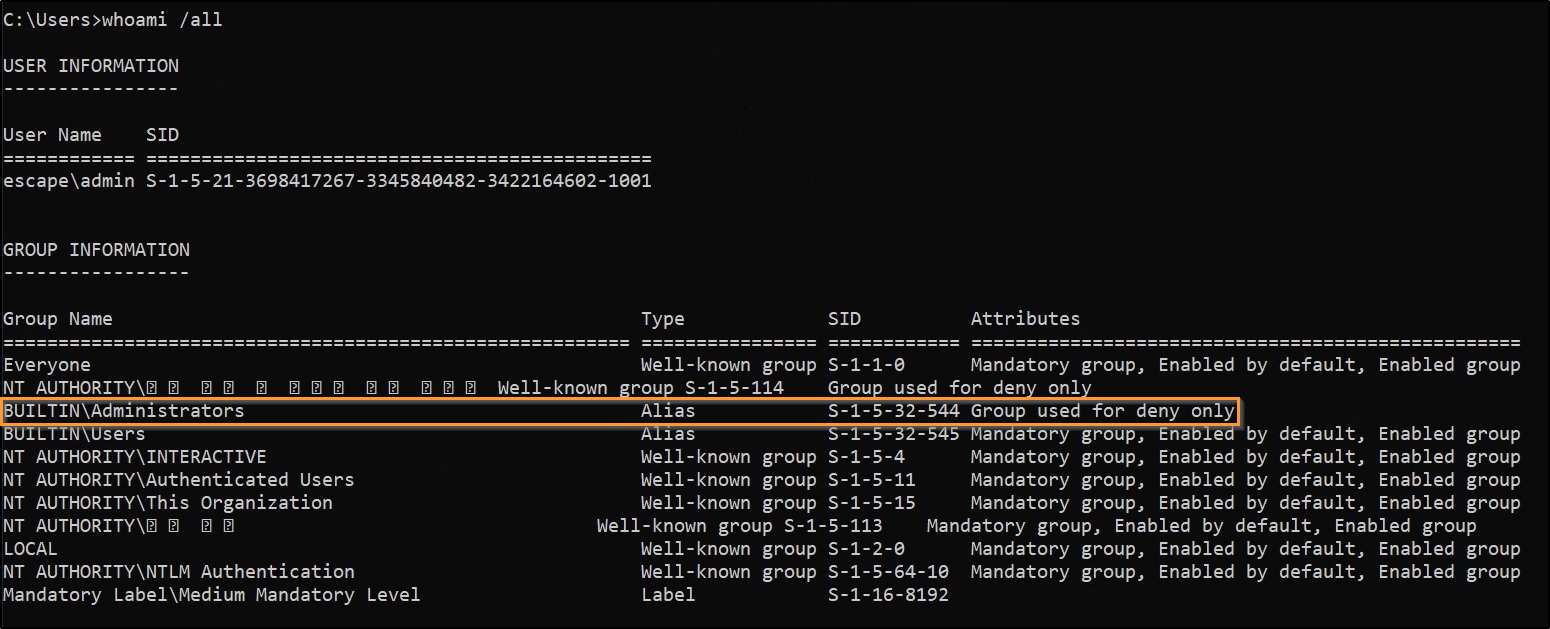 C:\Users>whoami /all
USER INFORMATION
-----------------
User Name    SID
============ ==============================================
escape\admin S-1-5-21-3698417267-3345840482-3422164602-1001
GROUP INFORMATION
-----------------
Group Name Type SID Attributes
========================================================= ================ ============ ==================================================
Everyone Well-known group S-1-1-0 Mandatory group, Enabled by default, Enabled group
NT AUTHORITY\ Well-known group S-1-5-114 Group used for deny only
BUILTIN\Administrators Alias S-1-5-32-544 Group used for deny only
BUILTIN\Users Alias S-1-5-32-545 Mandatory group, Enabled by default, Enabled group
NT AUTHORITY\INTERACTIVE Well-known group S-1-5-4 Mandatory group, Enabled by default, Enabled group
NT AUTHORITY\Authenticated Users Well-known group S-1-5-11 Mandatory group, Enabled by default, Enabled group
NT AUTHORITY\This Organization Well-known group S-1-5-15 Mandatory group, Enabled by default, Enabled group
NT AUTHORITY\ Well-known group S-1-5-113 Mandatory group, Enabled by default, Enabled group
LOCAL Well-known group S-1-2-0 Mandatory group, Enabled by default, Enabled group
NT AUTHORITY\NTLM Authentication Well-known group S-1-5-64-10 Mandatory group, Enabled by default, Enabled group
Mandatory Label\Medium Mandatory Level Label S-1-16-8192